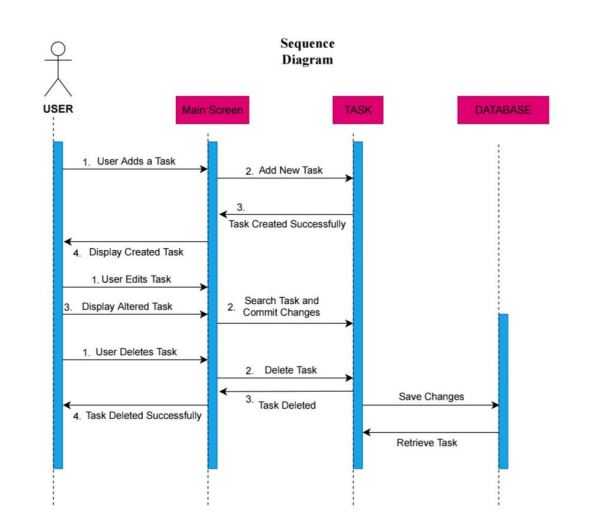 Sequence
Diagram
USER
Main Screen
TASK
DATABASE
1. User Adds a Task
2. Add New Task
3.
Task Created Successfully
4. Display Created Task
1. User Edits Task
3. Display Altered Task
2. Search Task and
Commit Changes
1. User Deletes Task
2. Delete Task
3. Task Deleted
4. Task Deleted Successfully
Save Changes
Retrieve Task